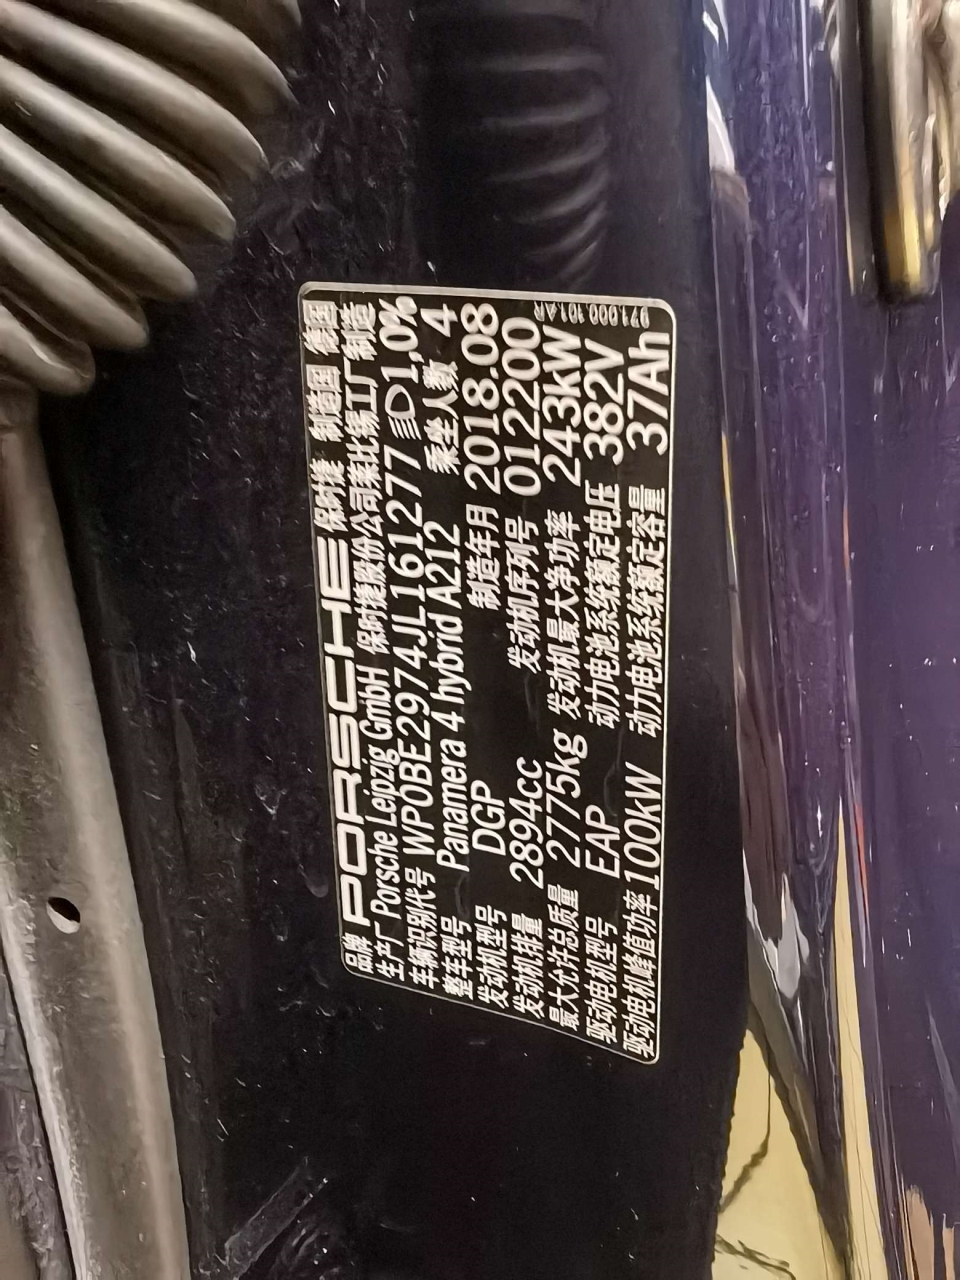 品牌 PORSCHE 保时捷 制造国 德国
生产厂 Porsche Leipzig GmbH 保时捷股份公司莱比锡工厂制造
车辆识别代号 WP0BE2974JL161277 1,0%
整车型号 Panamera 4 hybrid A212 乘坐人数 4
发动机型号 DGP 制造年月 2018.08
发动机排量 2894cc 发动机序列号 012200
最大允许总质量 2775kg 发动机最大净功率 243kW
驱动电机型号 EAP 动力电池系统额定电压 382V
驱动电机峰值功率 100kW 动力电池系统额定容量 37Ah
971.000.101.AR